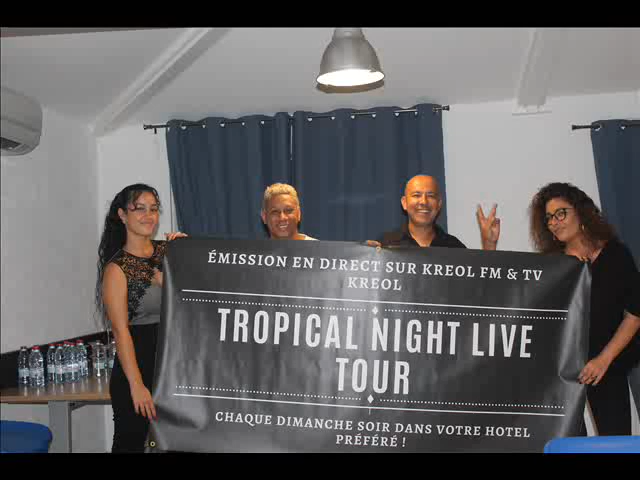 ÉMISSION EN DIRECT SUR KREOL FM & TV
KREOL
TROPICAL NIGHT LIVE
TOUR
CHAQUE DIMANCHE SOIR DANS VOTRE HOTEL
PRÉFÉRÉ !